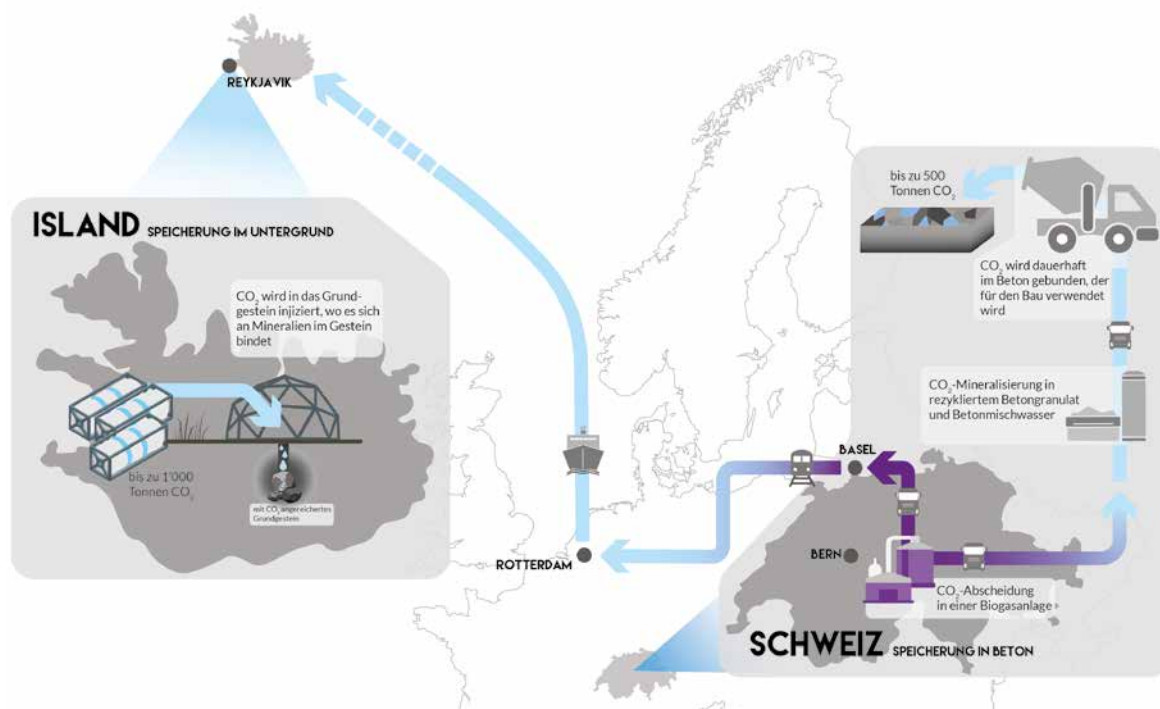 REYKJAVIK
ISLAND SPEICHERUNG IM UNTERGRUND
CO₂ wird in das Grund-
gestein injiziert, wo es sich
an Mineralien im Gestein
bindet
bis zu 1'000
Tonnen CO₂
mit CO₂ angereichertes
Grundgestein
ROTTERDAM
bis zu 500
Tonnen CO₂
CO₂ wird dauerhaft
im Beton gebunden, der
für den Bau verwendet
wird
CO₂-Mineralisierung in
rezykliertem Betongranulat
und Betonmischwasser
BASEL
BERN
CO₂-Abscheidung
in einer Biogasanlage >
SCHWEIZ SPEICHERUNG IN BETON